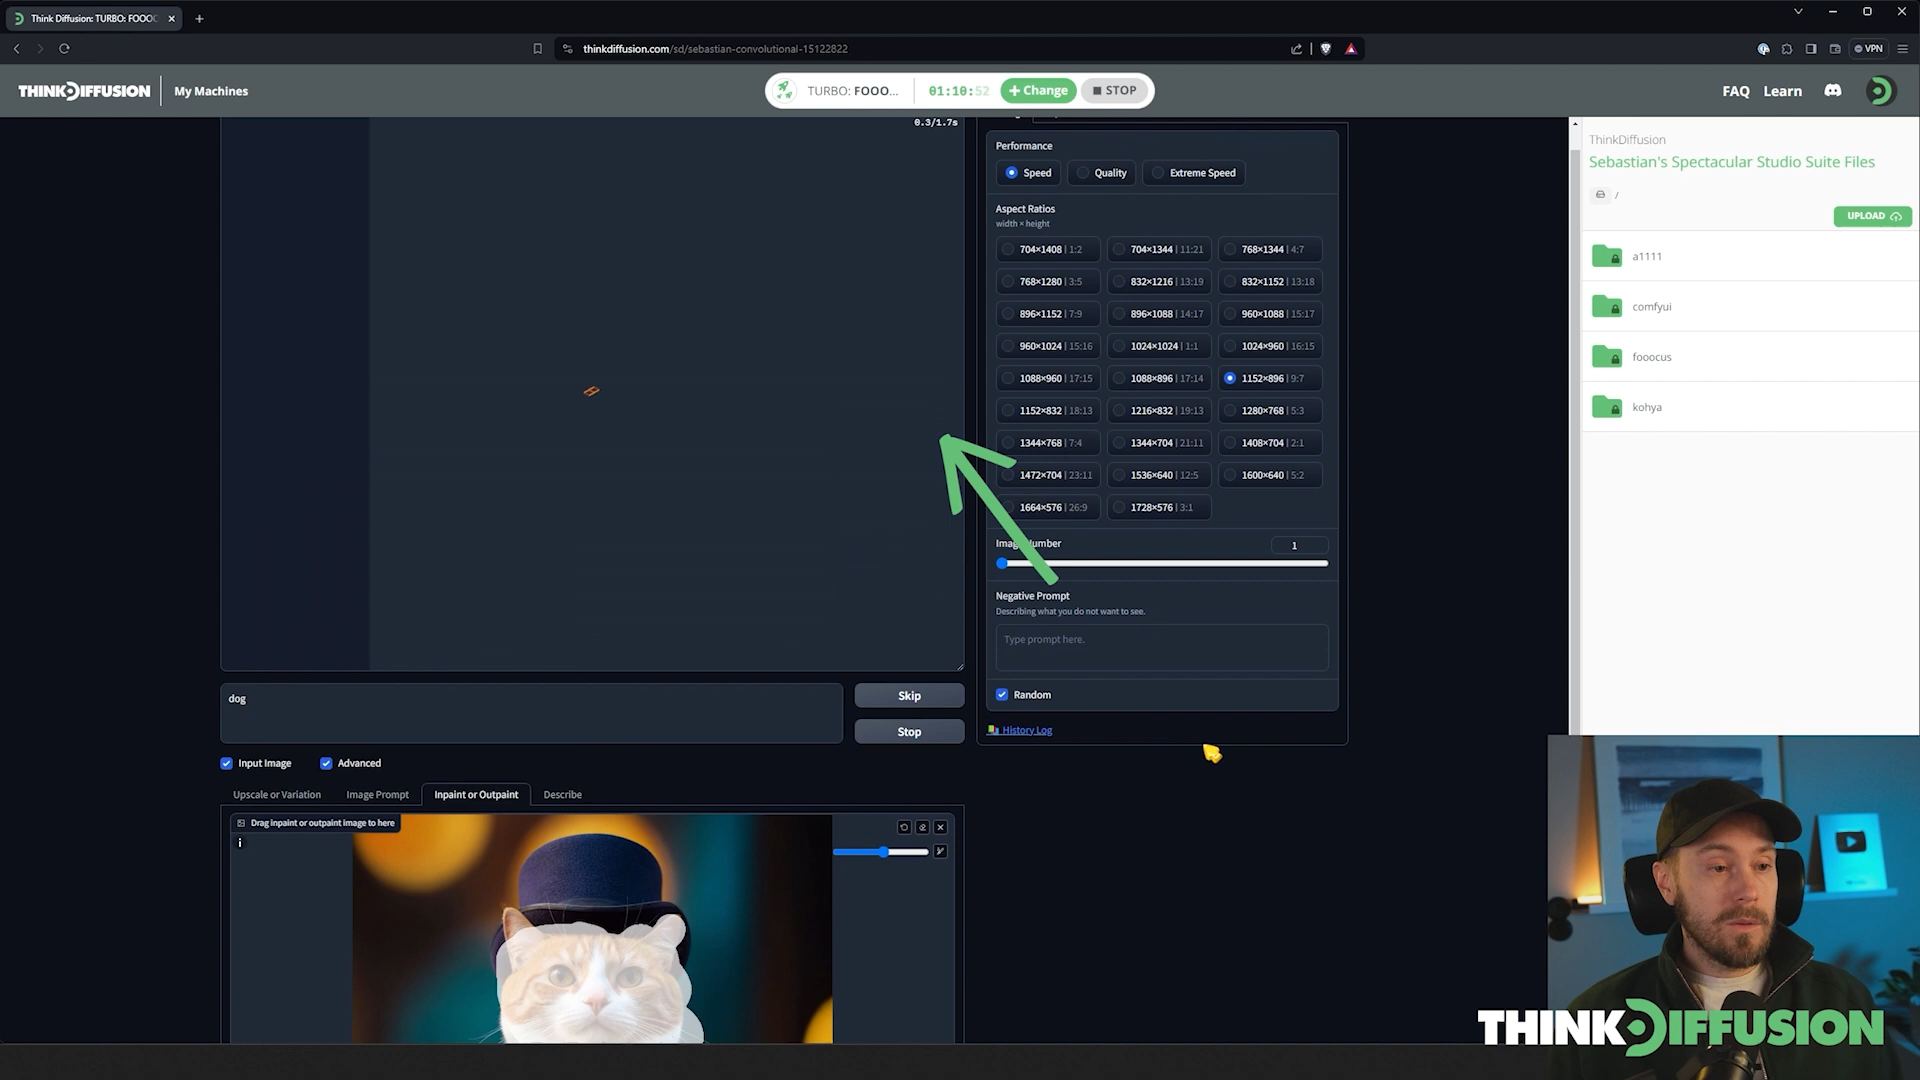 Think Diffusion: TURBO: FOOOC
thinkdiffusion.com/sd/sebastian-convolutional-15122822
VPN
THINKDIFFUSION
My Machines
TURBO: FOOO...
01:10:52
+ Change
STOP
FAQ
Learn
0.3/1.7s
Performance
Speed
Quality
Extreme Speed
Aspect Ratios
width × height
704×1408 | 1:2
704×1344 | 11:21
768×1344 | 4:7
768×1280 | 3:5
832×1216 | 13:19
832×1152 | 13:18
896×1152 | 7:9
896×1088 | 14:17
960×1088 | 15:17
960×1024 | 15:16
1024×1024 | 1:1
1024×960 | 16:15
1088×960 | 17:15
1088×896 | 17:14
1152×896 | 9:7
1152×832 | 18:13
1216×832 | 19:13
1280×768 | 5:3
1344×768 | 7:4
1344×704 | 21:11
1408×704 | 2:1
1472×704 | 23:11
1536×640 | 12:5
1600×640 | 5:2
1664×576 | 26:9
1728×576 | 3:1
Image Number
1
Negative Prompt
Describing what you do not want to see.
Type prompt here.
Random
History Log
dog
Skip
Stop
Input Image
Advanced
Upscale or Variation
Image Prompt
Inpaint or Outpaint
Describe
Drag inpaint or outpaint image to here
ThinkDiffusion
Sebastian's Spectacular Studio Suite Files
/
UPLOAD
a1111
comfyui
fooocus
kohya
THINKDIFFUSION